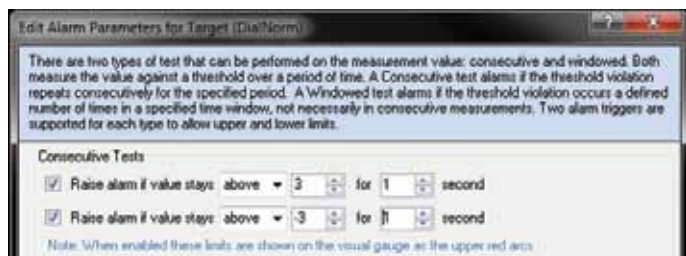 Edit Alarm Parameters for Target (DialNorm)
There are two types of test that can be performed on the measurement value: consecutive and windowed. Both
measure the value against a threshold over a period of time. A Consecutive test alarms if the threshold violation
repeats consecutively for the specified period. A Windowed test alarms if the threshold violation occurs a defined
number of times in a specified time window, not necessarily in consecutive measurements. Two alarm triggers are
supported for each type to allow upper and lower limits.
Consecutive Tests
Raise alarm if value stays above 3 for 1 second
Raise alarm if value stays above -3 for 1 second
Note: When enabled these limits are shown on the visual gauge as the upper red arcs